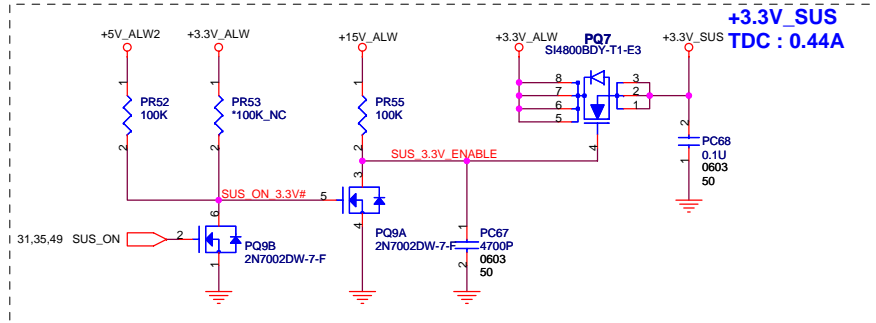 +3.3V_SUS
TDC : 0.44A
+5V_ALW2
+3.3V_ALW
+15V_ALW
+3.3V_ALW
PQ7
SI4800BDY-T1-E3
+3.3V_SUS
1
PR52
100K
2
1
PR53
*100K_NC
2
1
PR55
100K
2
8
7
6
5
3
2
1
4
2
PC68
0.1U
1
0603
50
SUS_3.3V_ENABLE
SUS_ON_3.3V#
5
3
4
PQ9A
2N7002DW-7-F
1
PC67
4700P
2
0603
50
31,35,49
SUS_ON
2
6
1
PQ9B
2N7002DW-7-F